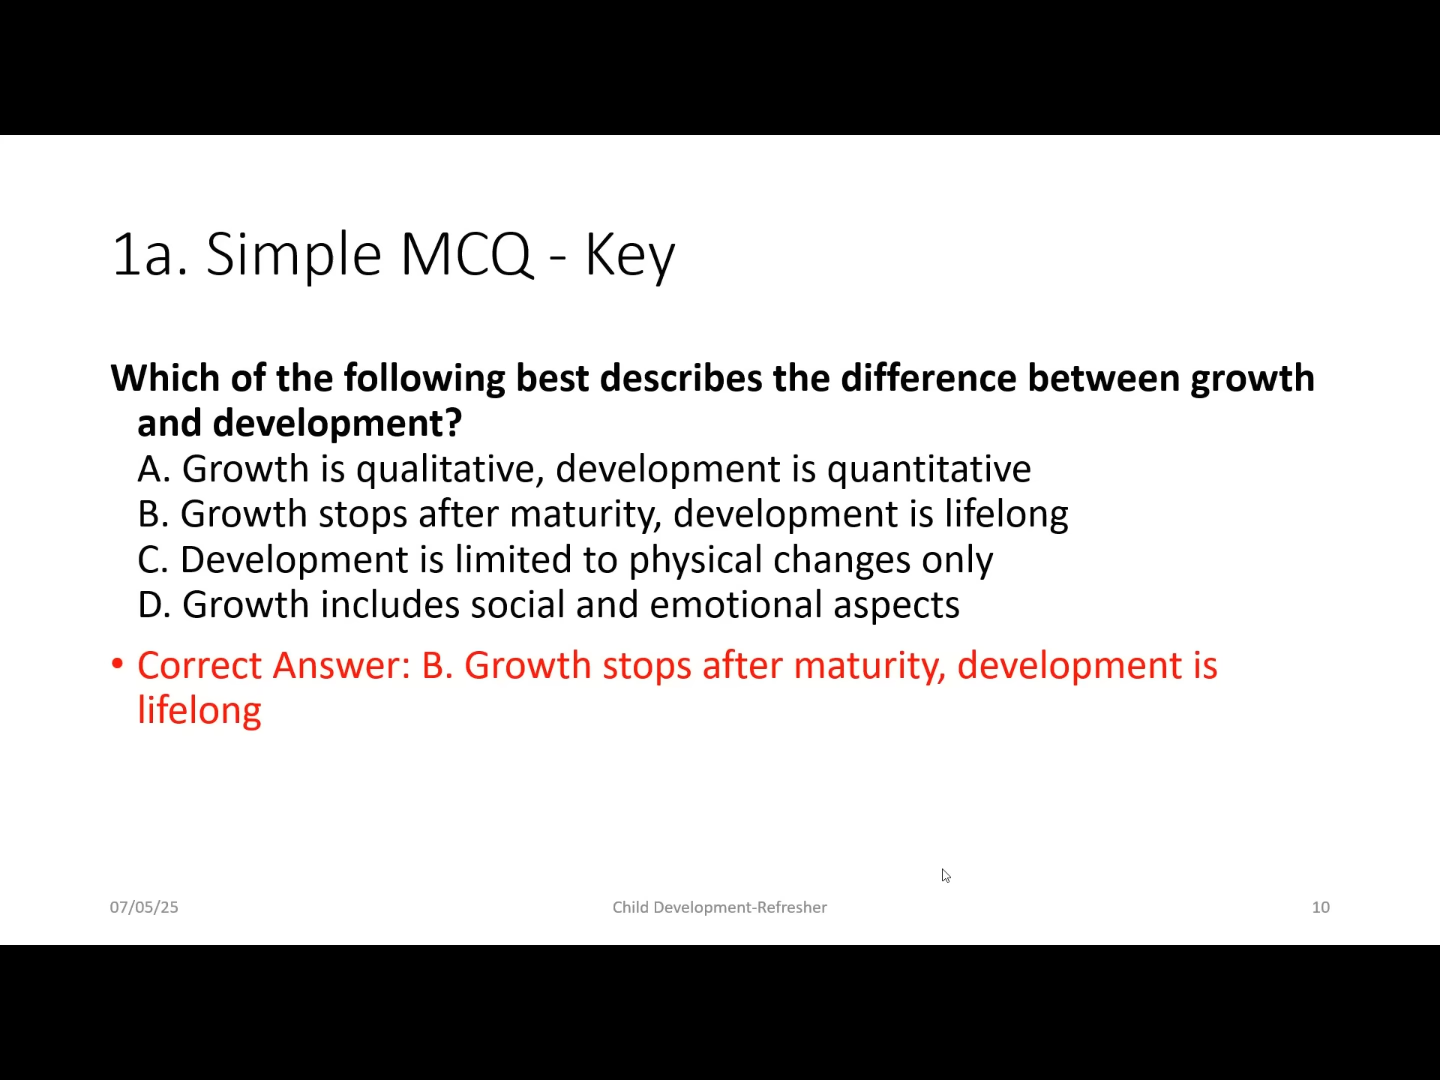 1a. Simple MCQ - Key
Which of the following best describes the difference between growth
and development?
A. Growth is qualitative, development is quantitative
B. Growth stops after maturity, development is lifelong
C. Development is limited to physical changes only
D. Growth includes social and emotional aspects
• Correct Answer: B. Growth stops after maturity, development is
lifelong
07/05/25
Child Development-Refresher
10